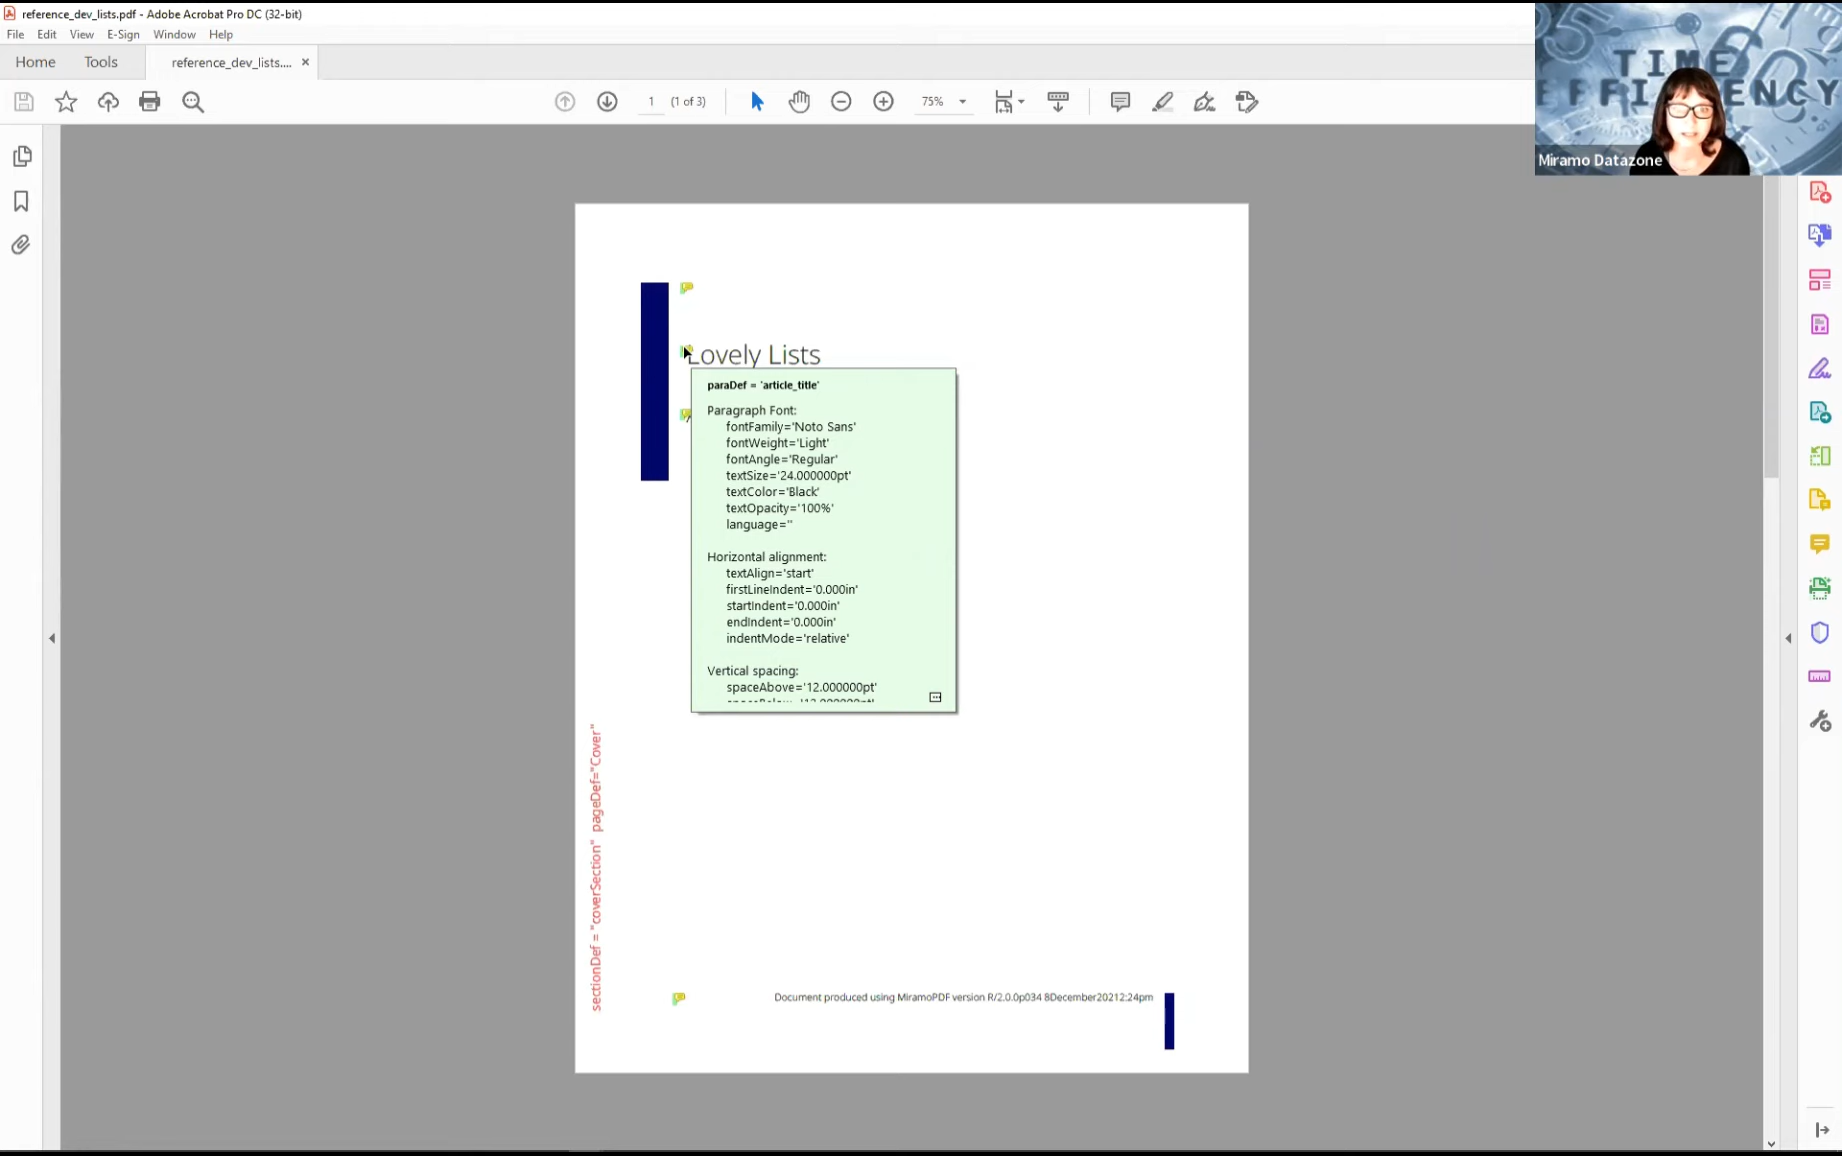 reference_dev_lists.pdf - Adobe Acrobat Pro DC (32-bit)
File Edit View E-Sign Window Help
Home Tools reference_dev_lists.... ×
1 (1 of 3) 75%
TIME
EFFICIENCY
Miramo Datazone
Lovely Lists
paraDef = 'article_title'
Paragraph Font:
fontFamily='Noto Sans'
fontWeight='Light'
fontAngle='Regular'
textSize='24.000000pt'
textColor='Black'
textOpacity='100%'
language=''
Horizontal alignment:
textAlign='start'
firstLineIndent='0.000in'
startIndent='0.000in'
endIndent='0.000in'
indentMode='relative'
Vertical spacing:
spaceAbove='12.000000pt'
sectionDef = "coverSection" pageDef="Cover"
Document produced using MiramoPDF version R/2.0.0p034 8December20212:24pm